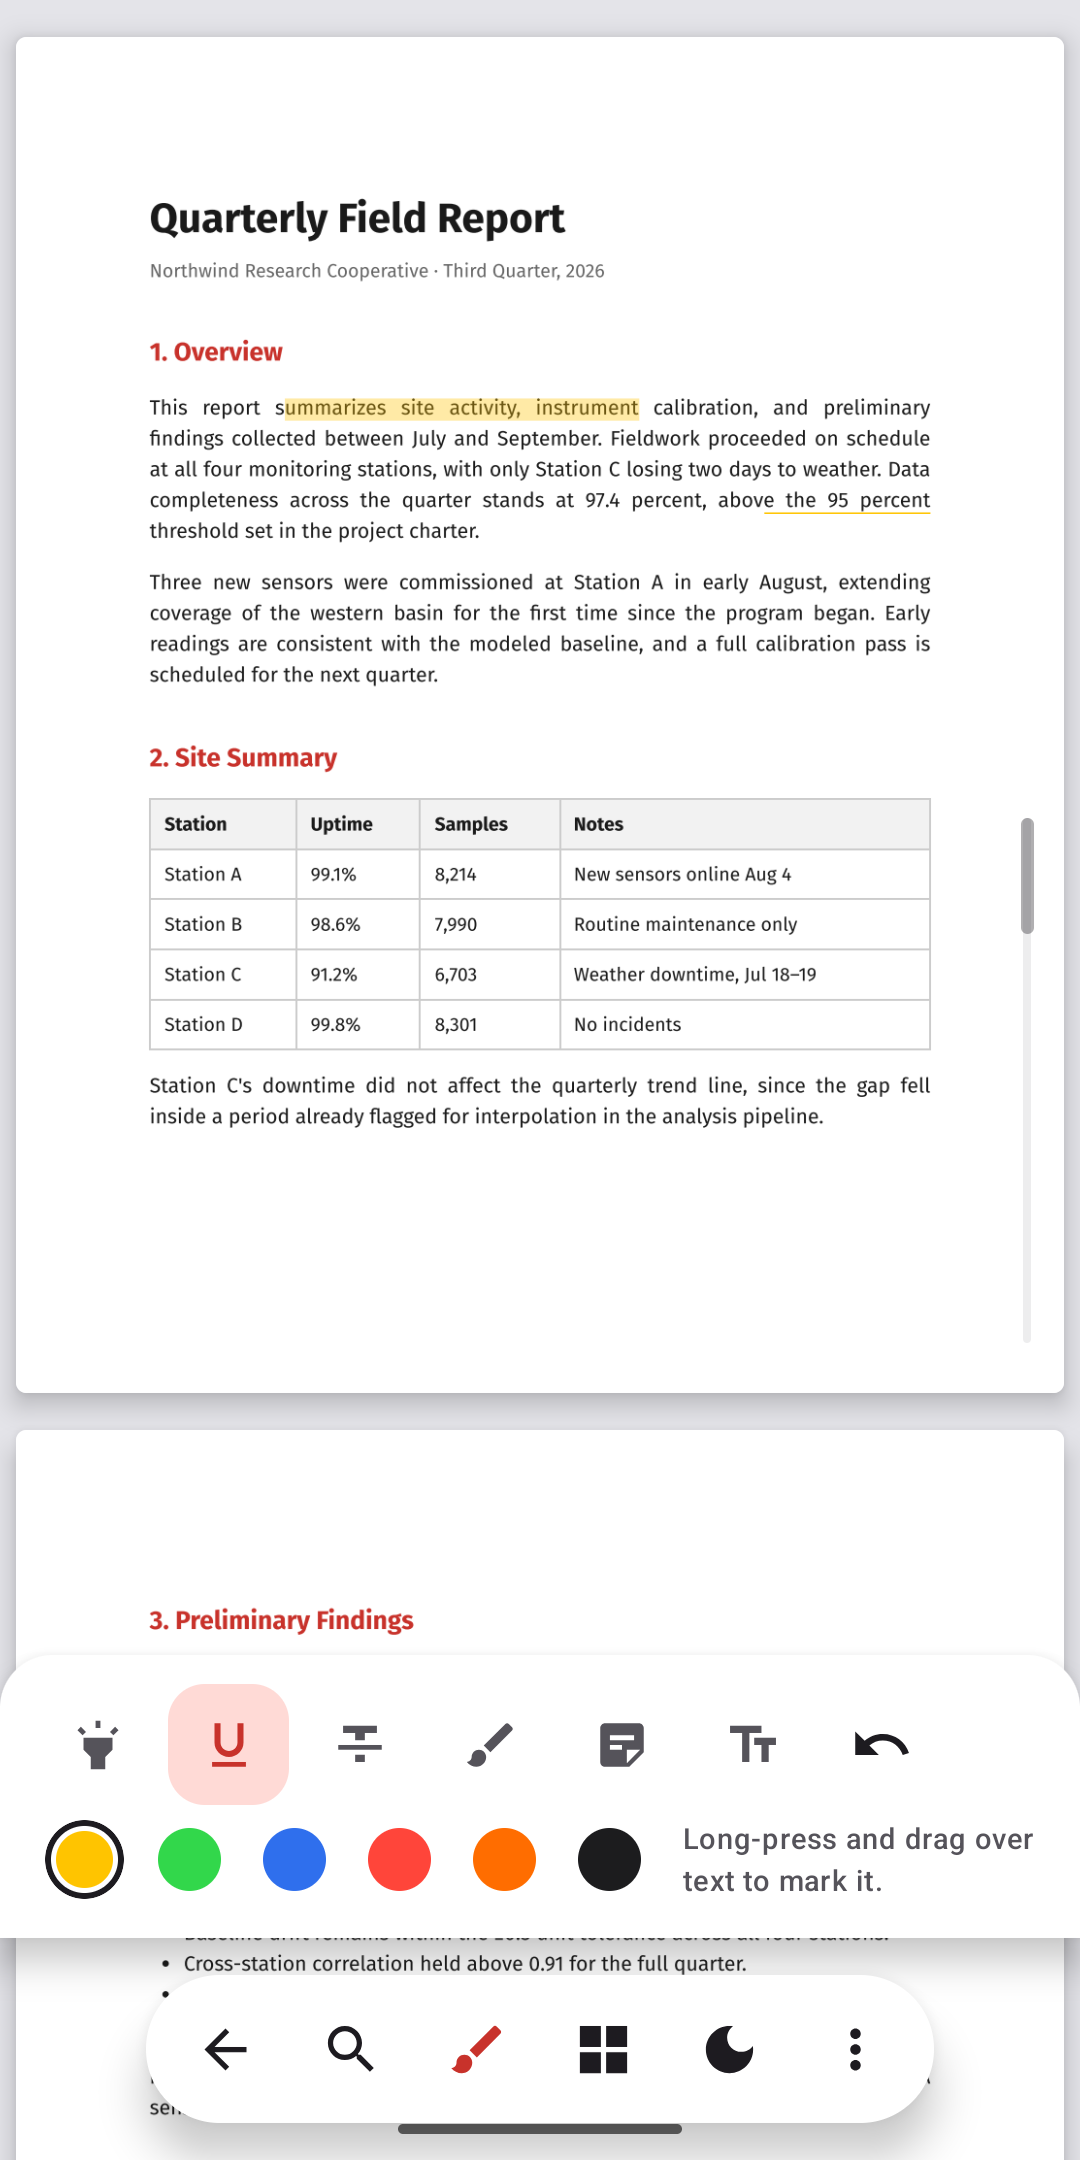 Quarterly Field Report
Northwind Research Cooperative · Third Quarter, 2026
1. Overview
This report summarizes site activity, instrument calibration, and preliminary
findings collected between July and September. Fieldwork proceeded on schedule
at all four monitoring stations, with only Station C losing two days to weather. Data
completeness across the quarter stands at 97.4 percent, above the 95 percent
threshold set in the project charter.
Three new sensors were commissioned at Station A in early August, extending
coverage of the western basin for the first time since the program began. Early
readings are consistent with the modeled baseline, and a full calibration pass is
scheduled for the next quarter.
2. Site Summary
Station Uptime Samples Notes
Station A 99.1% 8,214 New sensors online Aug 4
Station B 98.6% 7,990 Routine maintenance only
Station C 91.2% 6,703 Weather downtime, Jul 18–19
Station D 99.8% 8,301 No incidents
Station C's downtime did not affect the quarterly trend line, since the gap fell
inside a period already flagged for interpolation in the analysis pipeline.
3. Preliminary Findings
Long-press and drag over
text to mark it.
• Cross-station correlation held above 0.91 for the full quarter.